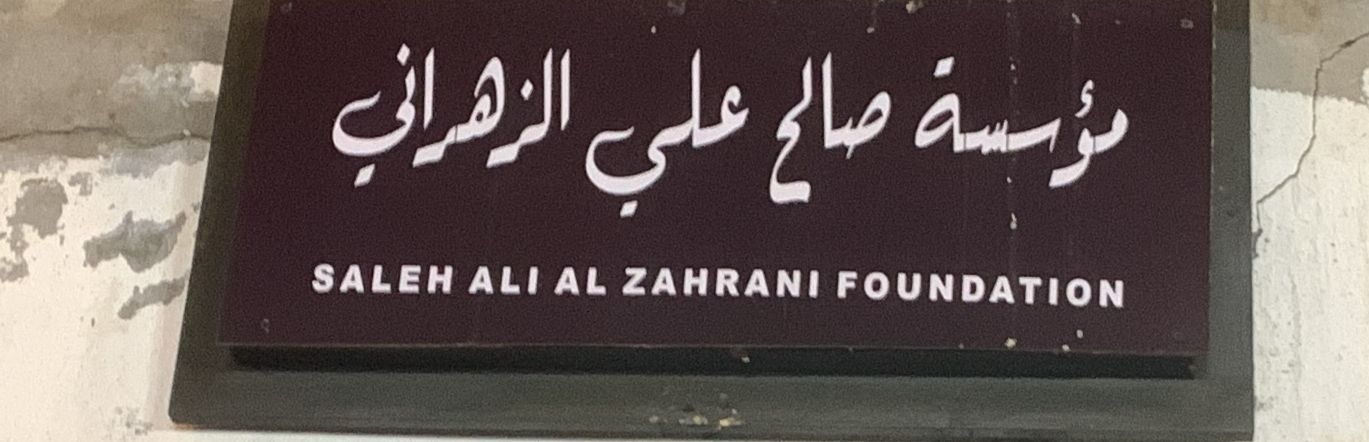 مؤسسة صالح علي الزهراني
SALEH ALI AL ZAHRANI FOUNDATION